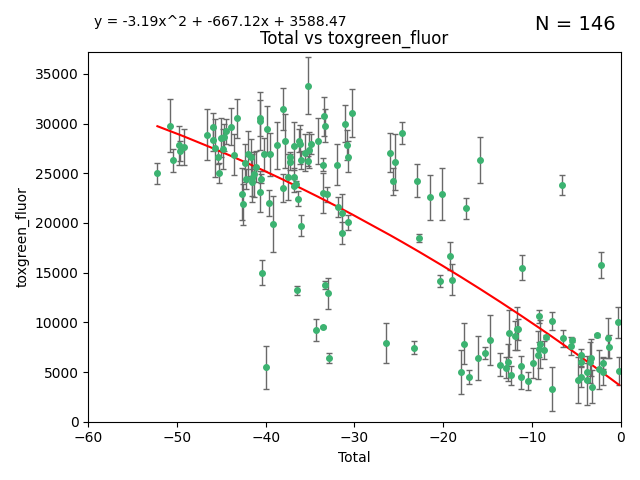 y = -3.19x^2 + -667.12x + 3588.47
N = 146
Total vs toxgreen_fluor
35000
30000
25000
20000
15000
10000
5000
0
toxgreen_fluor
−60 −50 −40 −30 −20 −10 0
Total